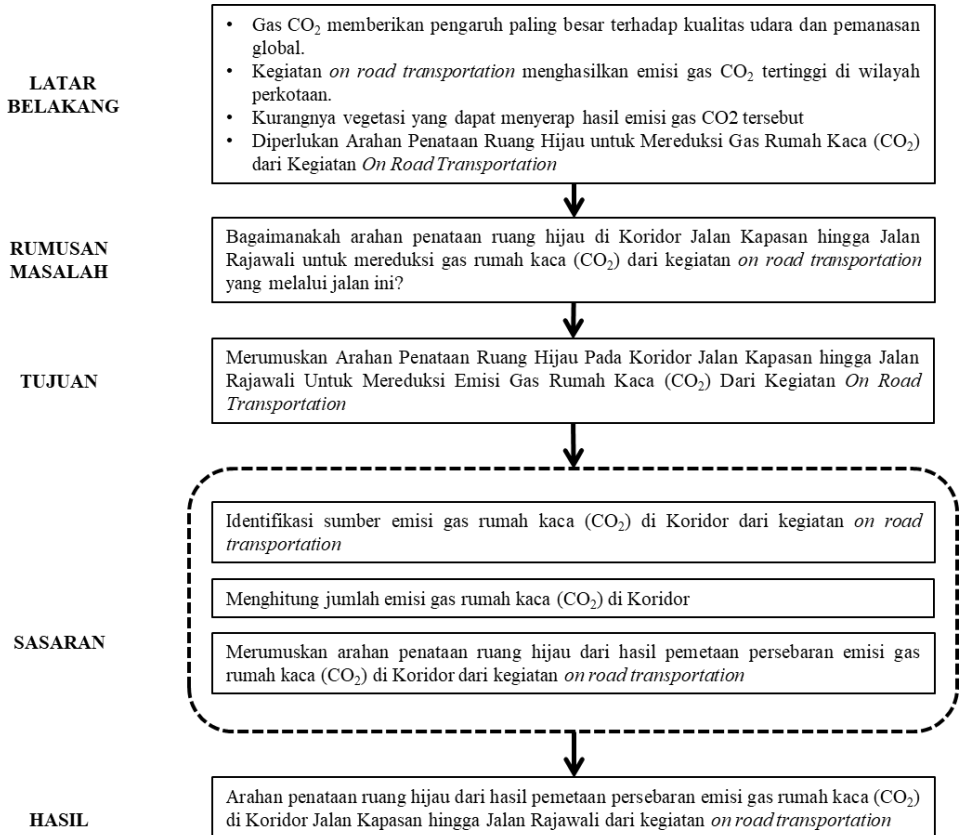 LATAR
BELAKANG
• Gas CO₂ memberikan pengaruh paling besar terhadap kualitas udara dan pemanasan
global.
• Kegiatan on road transportation menghasilkan emisi gas CO₂ tertinggi di wilayah
perkotaan.
• Kurangnya vegetasi yang dapat menyerap hasil emisi gas CO2 tersebut
• Diperlukan Arahan Penataan Ruang Hijau untuk Mereduksi Gas Rumah Kaca (CO₂)
dari Kegiatan On Road Transportation
RUMUSAN
MASALAH
Bagaimanakah arahan penataan ruang hijau di Koridor Jalan Kapasan hingga Jalan
Rajawali untuk mereduksi gas rumah kaca (CO₂) dari kegiatan on road transportation
yang melalui jalan ini?
TUJUAN
Merumuskan Arahan Penataan Ruang Hijau Pada Koridor Jalan Kapasan hingga Jalan
Rajawali Untuk Mereduksi Emisi Gas Rumah Kaca (CO₂) Dari Kegiatan On Road
Transportation
SASARAN
Identifikasi sumber emisi gas rumah kaca (CO₂) di Koridor dari kegiatan on road
transportation
Menghitung jumlah emisi gas rumah kaca (CO₂) di Koridor
Merumuskan arahan penataan ruang hijau dari hasil pemetaan persebaran emisi gas
rumah kaca (CO₂) di Koridor dari kegiatan on road transportation
HASIL
Arahan penataan ruang hijau dari hasil pemetaan persebaran emisi gas rumah kaca (CO₂)
di Koridor Jalan Kapasan hingga Jalan Rajawali dari kegiatan on road transportation